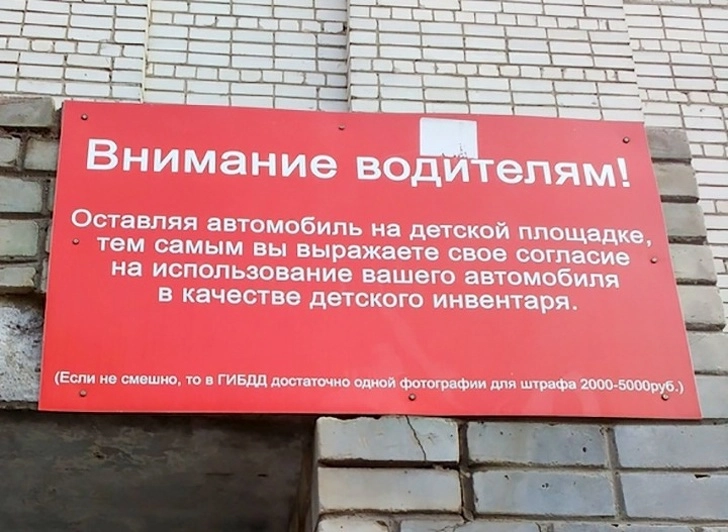 Внимание водителям!
Оставляя автомобиль на детской площадке,
тем самым вы выражаете свое согласие
на использование вашего автомобиля
в качестве детского инвентаря.
(Если не смешно, то в ГИБДД достаточно одной фотографии для штрафа 2000-5000руб.)